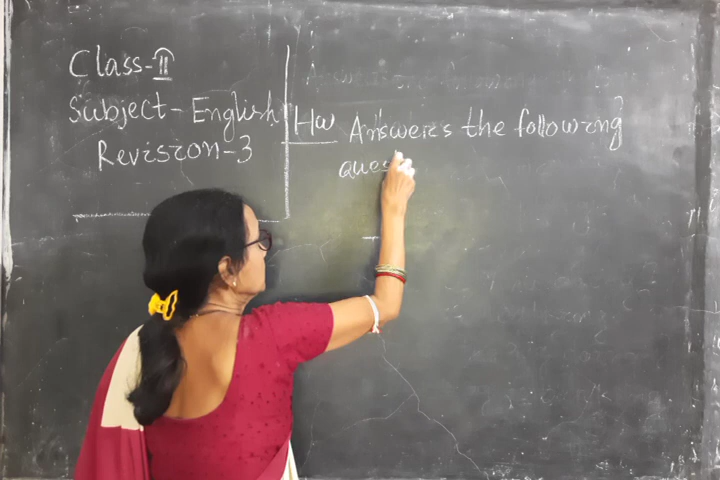 Class-II
Subject-English
Revision-3
HW Answers the following
ques